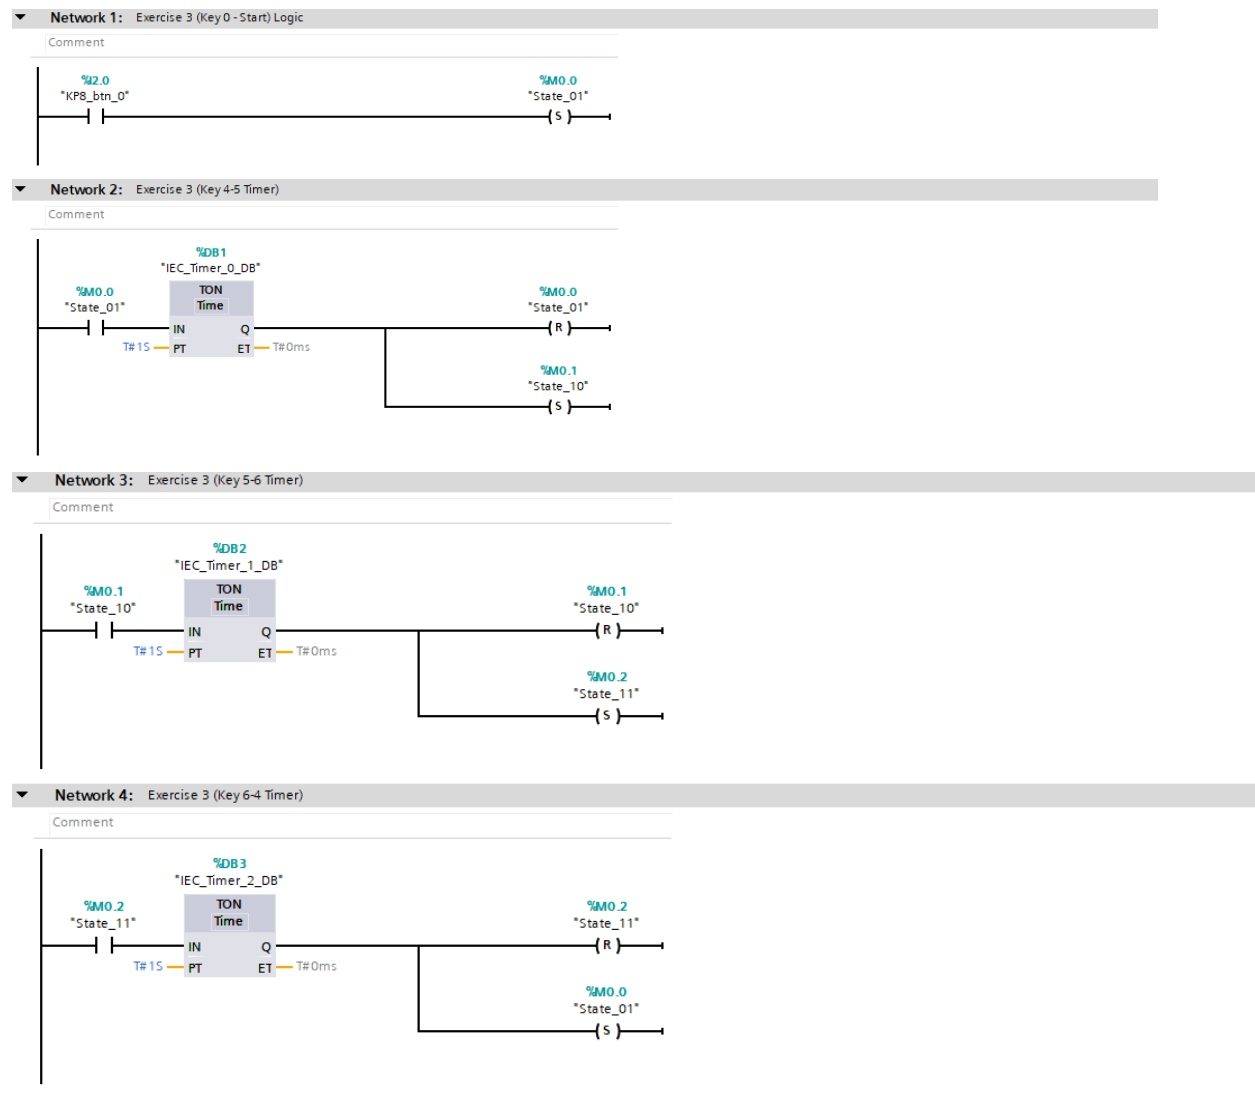 Network 1: Exercise 3 (Key 0 - Start) Logic
Comment
%I2.0 %M0.0
"KP8_btn_0" "State_01"
S
Network 2: Exercise 3 (Key 4-5 Timer)
Comment
%DB1
"IEC_Timer_0_DB"
%M0.0 TON %M0.0
"State_01" Time "State_01"
IN Q R
T#1S PT ET T#0ms
%M0.1
"State_10"
S
Network 3: Exercise 3 (Key 5-6 Timer)
Comment
%DB2
"IEC_Timer_1_DB"
%M0.1 TON %M0.1
"State_10" Time "State_10"
IN Q R
T#1S PT ET T#0ms
%M0.2
"State_11"
S
Network 4: Exercise 3 (Key 6-4 Timer)
Comment
%DB3
"IEC_Timer_2_DB"
%M0.2 TON %M0.2
"State_11" Time "State_11"
IN Q R
T#1S PT ET T#0ms
%M0.0
"State_01"
S